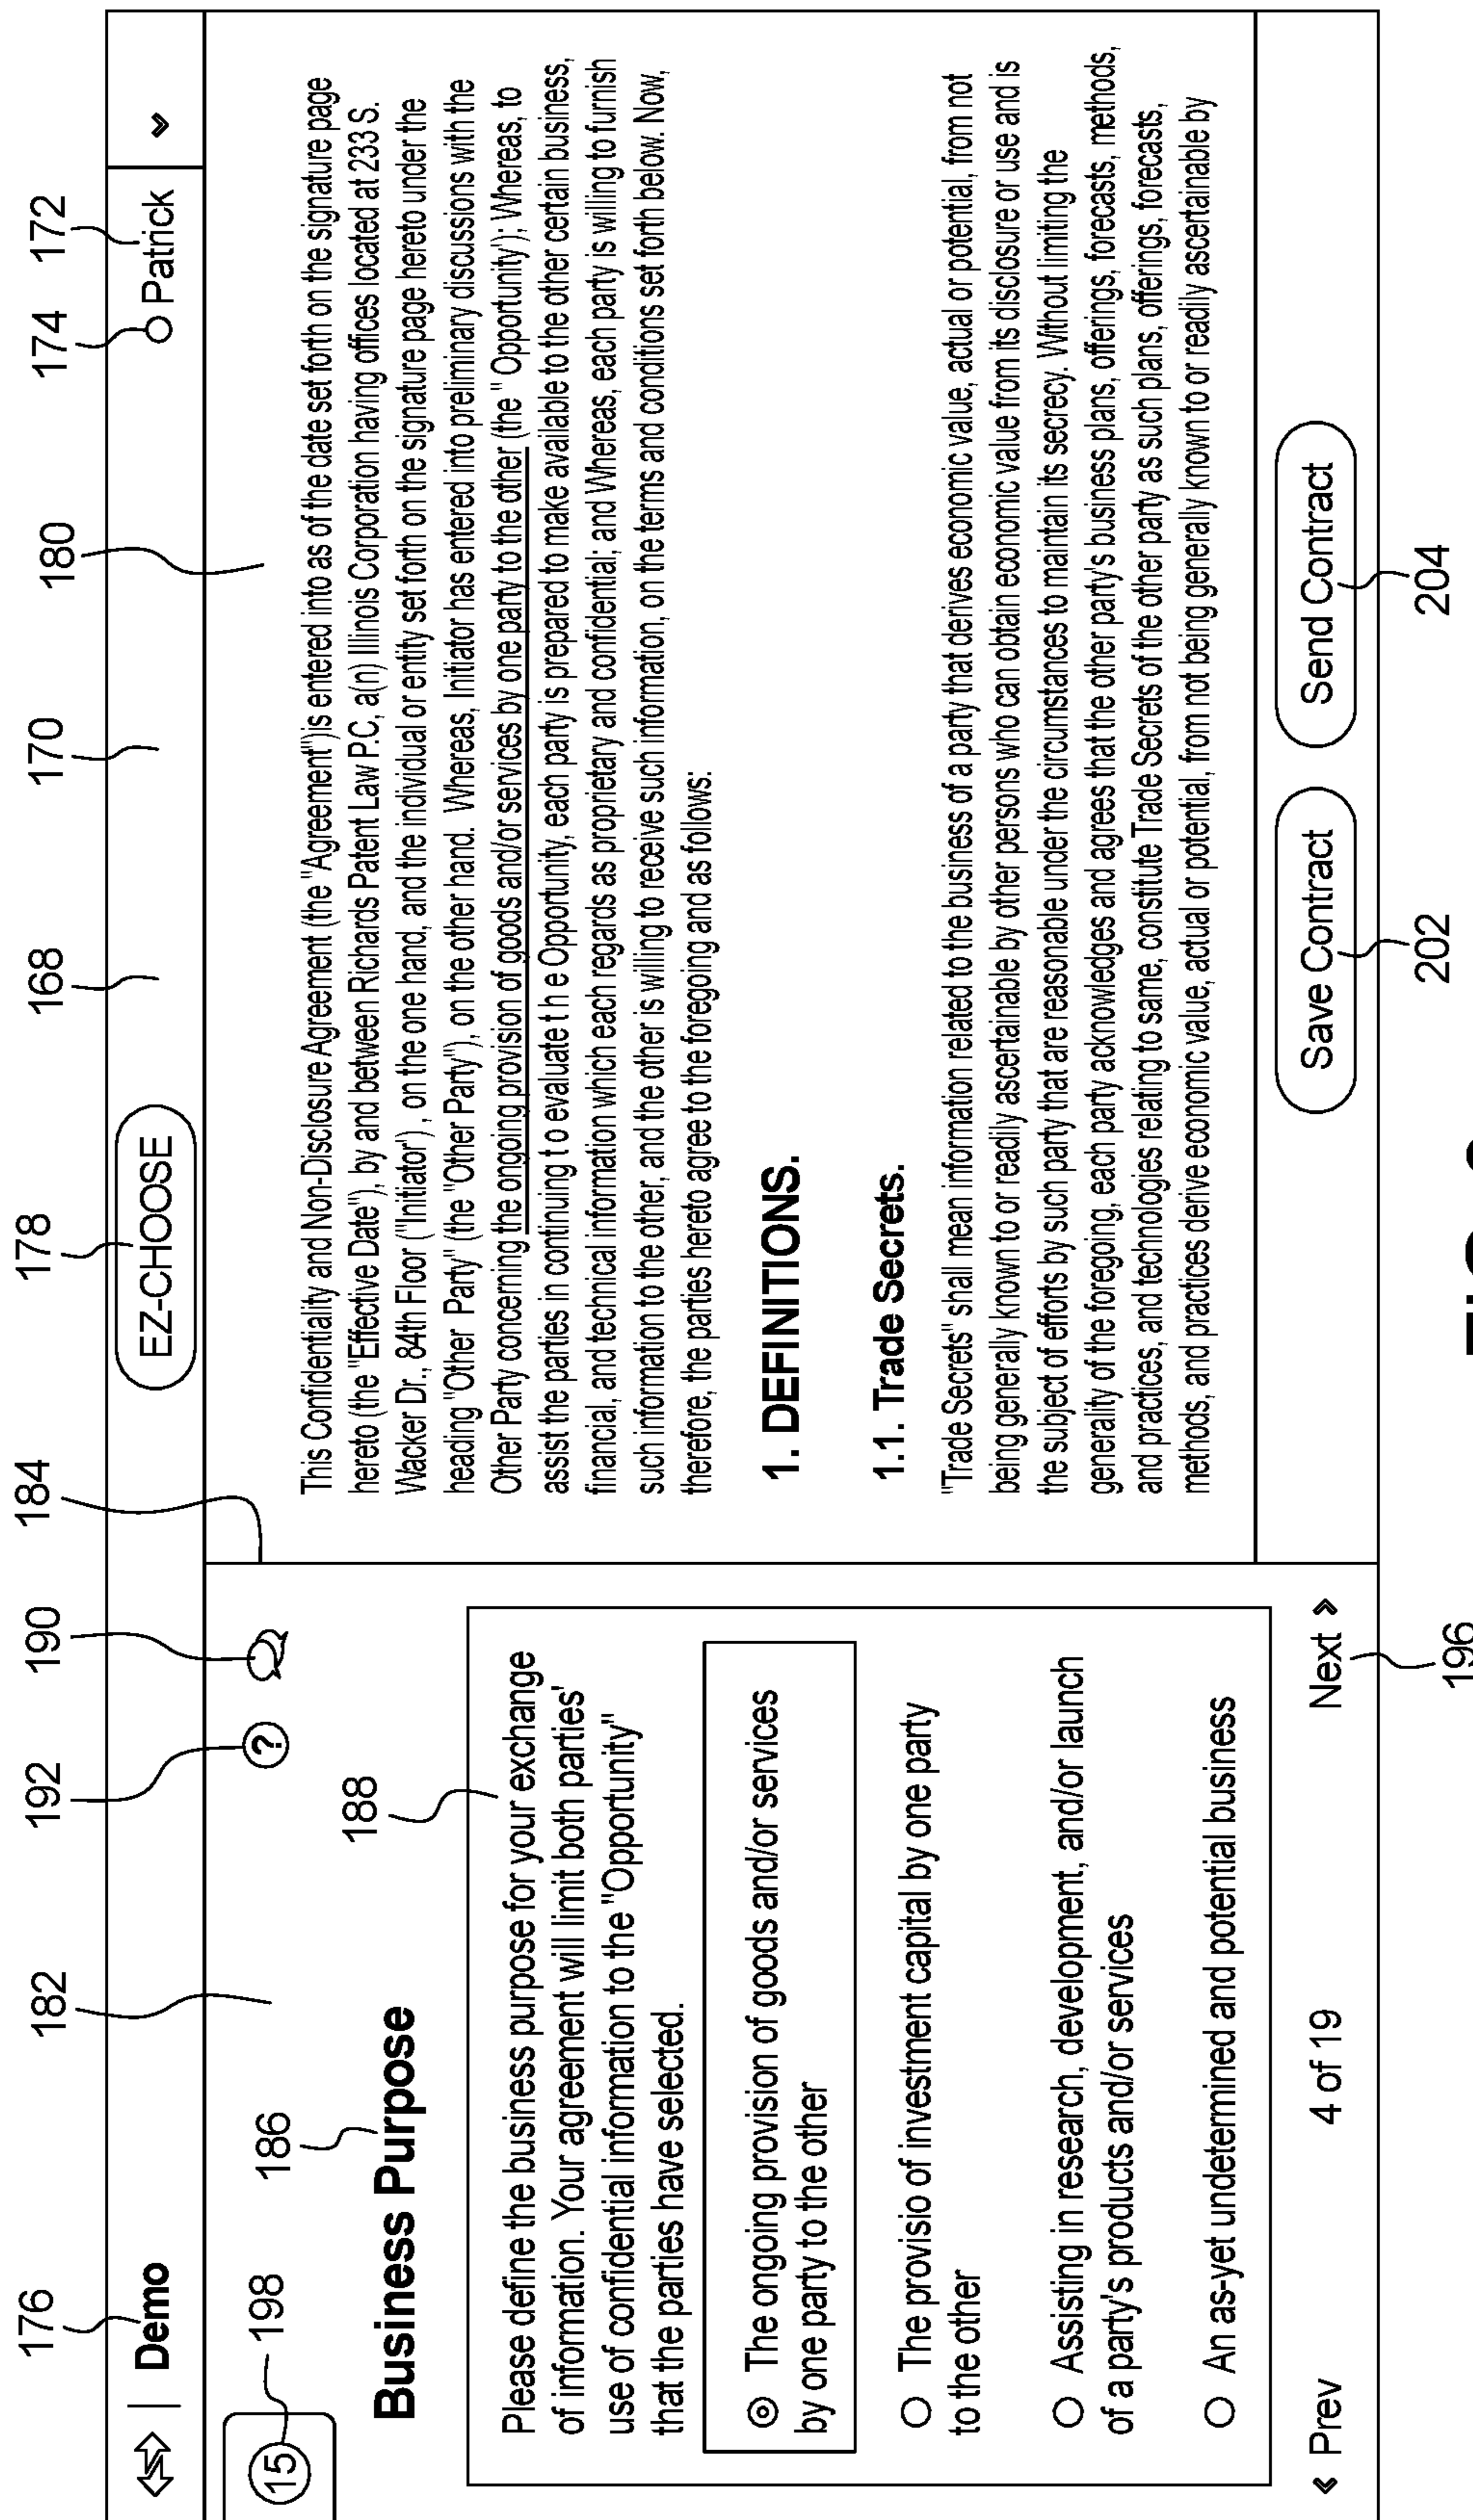 176
184
178
168
170
180
174
172
Demo
EZ-CHOOSE
Patrick
198
182
192
190
15
?
186
Business Purpose
188
Please define the business purpose for your exchange
of information. Your agreement will limit both parties'
use of confidential information to the "Opportunity"
that the parties have selected.
The ongoing provision of goods and/or services
by one party to the other
The provisio of investment capital by one party
to the other
Assisting in research, development, and/or launch
of a party's products and/or services
An as-yet undetermined and potential business
« Prev
4 of 19
Next »
196
This Confidentiality and Non-Disclosure Agreement (the "Agreement")is entered into as of the date set forth on the signature page
hereto (the "Effective Date"), by and between Richards Patent Law P.C, a(n) Illinois Corporation having offices located at 233 S.
Wacker Dr., 84th Floor ("Initiator') , on the one hand, and the individual or entity set forth on the signature page hereto under the
heading "Other Party" (the "Other Party"), on the other hand. Whereas, Initiator has entered into preliminary discussions with the
Other Party concerning the ongoing provision of goods and/or services by one party to the other (the " Opportunity'); Whereas, to
assist the parties in continuing t o evaluate t h e Opportunity, each party is prepared to make available to the other certain business,
financial, and technical information which each regards as proprietary and confidential; and Whereas, each party is willing to furnish
such information to the other, and the other is willing to receive such information, on the terms and conditions set forth below. Now,
therefore, the parties hereto agree to the foregoing and as follows:
1. DEFINITIONS.
1.1. Trade Secrets.
"Trade Secrets" shall mean information related to the business of a party that derives economic value, actual or potential, from not
being generally known to or readily ascertainable by other persons who can obtain economic value from its disclosure or use and is
the subject of efforts by such party that are reasonable under the circumstances to maintain its secrecy. Without limiting the
generality of the foregoing, each party acknowledges and agrees that the other party's business plans, offerings, forecasts, methods,
and practices, and technologies relating to same, constitute Trade Secrets of the other party as such plans, offerings, forecasts,
methods, and practices derive economic value, actual or potential, from not being generally known to or readily ascertainable by
Save Contract
Send Contract
202
204